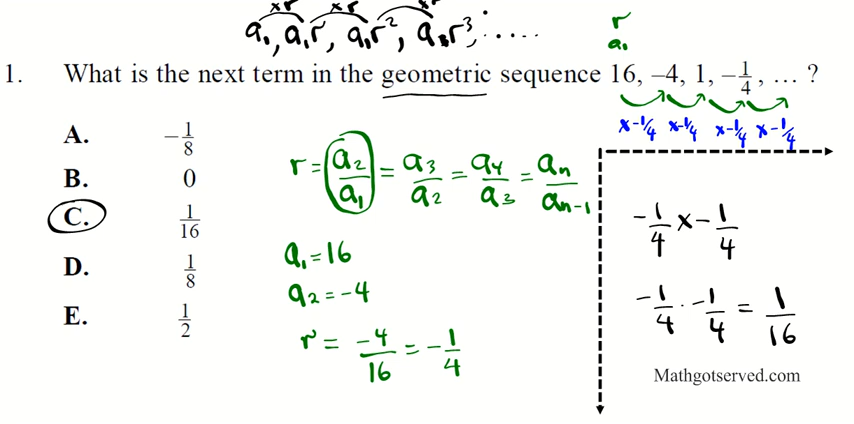 ×r ×r ×r
a₁, a₁r, a₁r², a₁r³, ....
r
a₁
1. What is the next term in the geometric sequence 16, –4, 1, –1/4, … ?
×-1/4 ×-1/4 ×-1/4 ×-1/4
A. –1/8
B. 0
C. 1/16
D. 1/8
E. 1/2
r = a₂/a₁ = a₃/a₂ = a₄/a₃ = aₙ/aₙ₋₁
a₁ = 16
a₂ = -4
r = -4/16 = -1/4
-1/4 × -1/4
-1/4 · -1/4 = 1/16
Mathgotserved.com